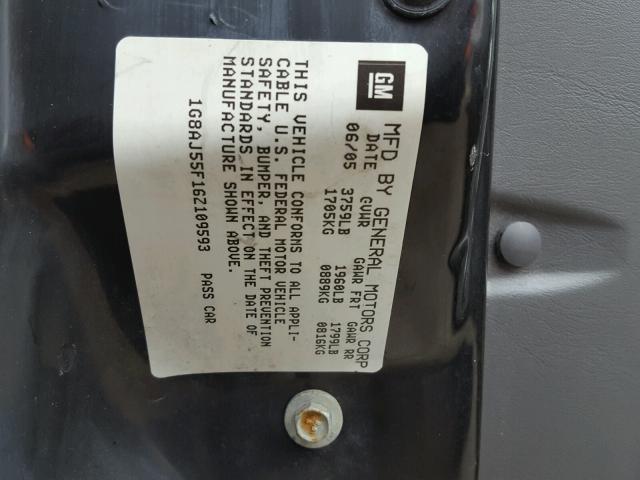 GM
MFD BY GENERAL MOTORS CORP
DATE GVWR GAWR FRT GAWR RR
06/05 3759LB 1960LB 1799LB
1705KG 0889KG 0816KG
THIS VEHICLE CONFORMS TO ALL APPLI-
CABLE U.S. FEDERAL MOTOR VEHICLE
SAFETY, BUMPER, AND THEFT PREVENTION
STANDARDS IN EFFECT ON THE DATE OF
MANUFACTURE SHOWN ABOVE.
1G8AJ55F16Z109593 PASS CAR